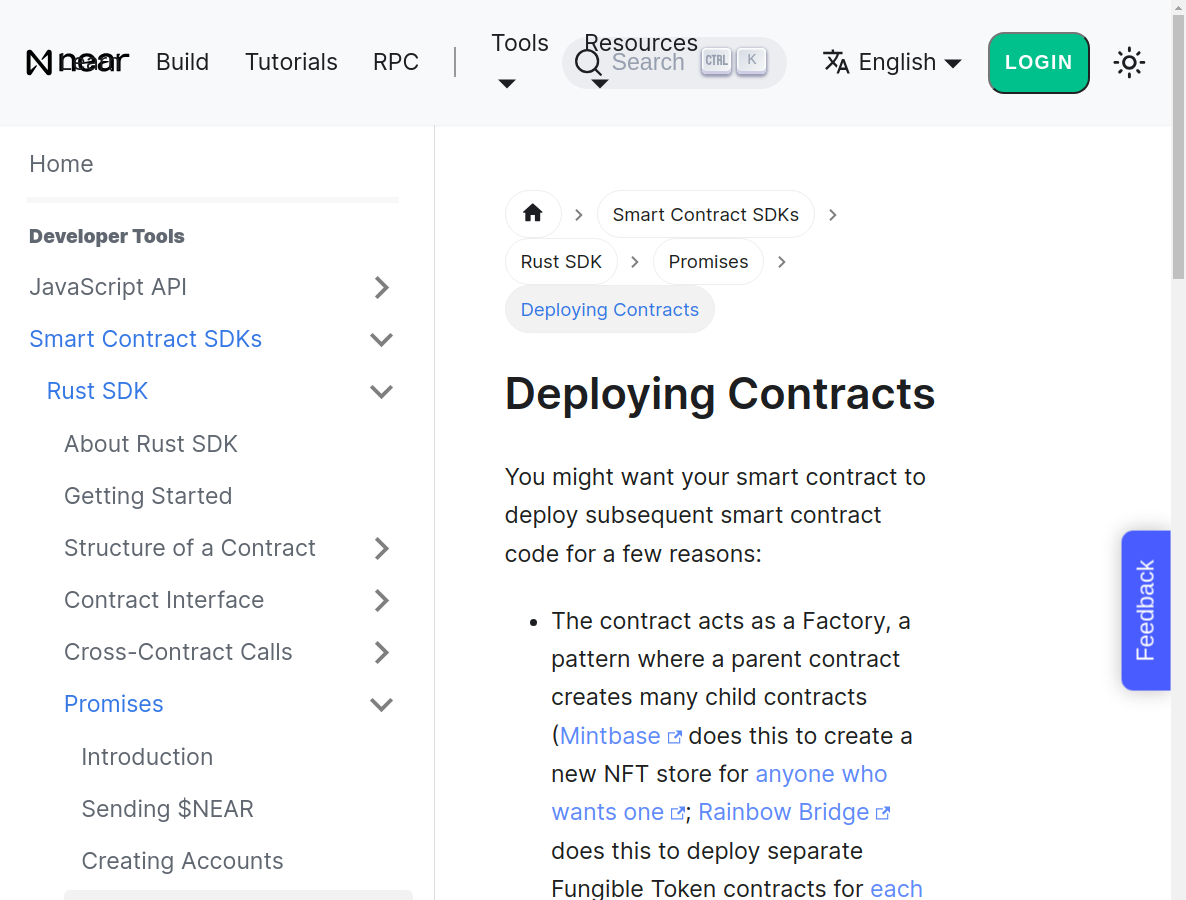 near
Learn Build Tutorials RPC Tools Resources
Search CTRL K
English
LOGIN
Home
Developer Tools
JavaScript API
Smart Contract SDKs
Rust SDK
About Rust SDK
Getting Started
Structure of a Contract
Contract Interface
Cross-Contract Calls
Promises
Introduction
Sending $NEAR
Creating Accounts
Smart Contract SDKs
Rust SDK Promises
Deploying Contracts
Deploying Contracts
You might want your smart contract to
deploy subsequent smart contract
code for a few reasons:
The contract acts as a Factory, a
pattern where a parent contract
creates many child contracts
(Mintbase does this to create a
new NFT store for anyone who
wants one; Rainbow Bridge
does this to deploy separate
Fungible Token contracts for each
Feedback